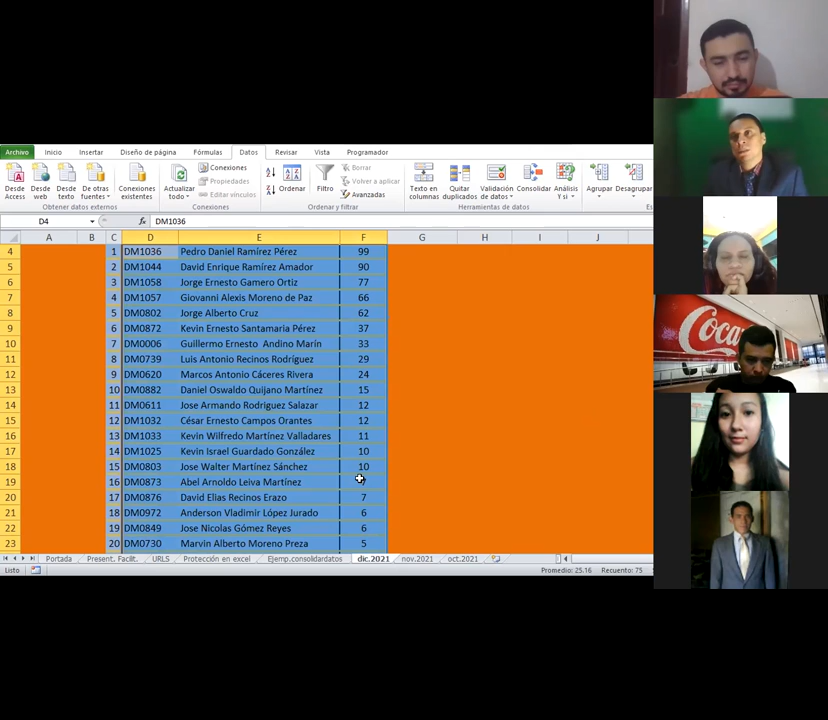 Archivo Inicio Insertar Diseño de página Fórmulas Datos Revisar Vista Programador
Desde Access
Desde web
Desde texto
De otras fuentes
Conexiones existentes
Obtener datos externos
Actualizar todo
Conexiones
Propiedades
Editar vínculos
Conexiones
Ordenar
Filtro
Borrar
Volver a aplicar
Avanzadas
Ordenar y filtrar
Texto en columnas
Quitar duplicados
Validación de datos
Consolidar
Análisis Y si
Herramientas de datos
Agrupar
Desagrupar
Es
D4 fx DM1036
A B C D E F G H I J
4 1 DM1036 Pedro Daniel Ramírez Pérez 99
5 2 DM1044 David Enrique Ramírez Amador 90
6 3 DM1058 Jorge Ernesto Gamero Ortiz 77
7 4 DM1057 Giovanni Alexis Moreno de Paz 66
8 5 DM0802 Jorge Alberto Cruz 62
9 6 DM0872 Kevin Ernesto Santamaria Pérez 37
10 7 DM0006 Guillermo Ernesto Andino Marín 33
11 8 DM0739 Luis Antonio Recinos Rodríguez 29
12 9 DM0620 Marcos Antonio Cáceres Rivera 24
13 10 DM0882 Daniel Oswaldo Quijano Martínez 15
14 11 DM0611 Jose Armando Rodriguez Salazar 12
15 12 DM0032 César Ernesto Campos Orantes 12
16 13 DM1033 Kevin Wilfredo Martínez Valladares 11
17 14 DM1025 Kevin Israel Guardado González 10
18 15 DM0803 Jose Walter Martínez Sánchez 10
19 16 DM0873 Abel Arnoldo Leiva Martínez
20 17 DM0876 David Elias Recinos Erazo 6
21 18 DM0972 Anderson Vladimir López Jurado 6
22 19 DM0849 Jose Nicolas Gómez Reyes 6
23 20 DM0730 Marvin Alberto Moreno Preza 5
Portada Present. Facilit. URLS Protección en excel Ejemp.consolidardatos dic.2021 nov.2021 oct.2021
Listo Promedio: 25.16 Recuento: 75
Coca